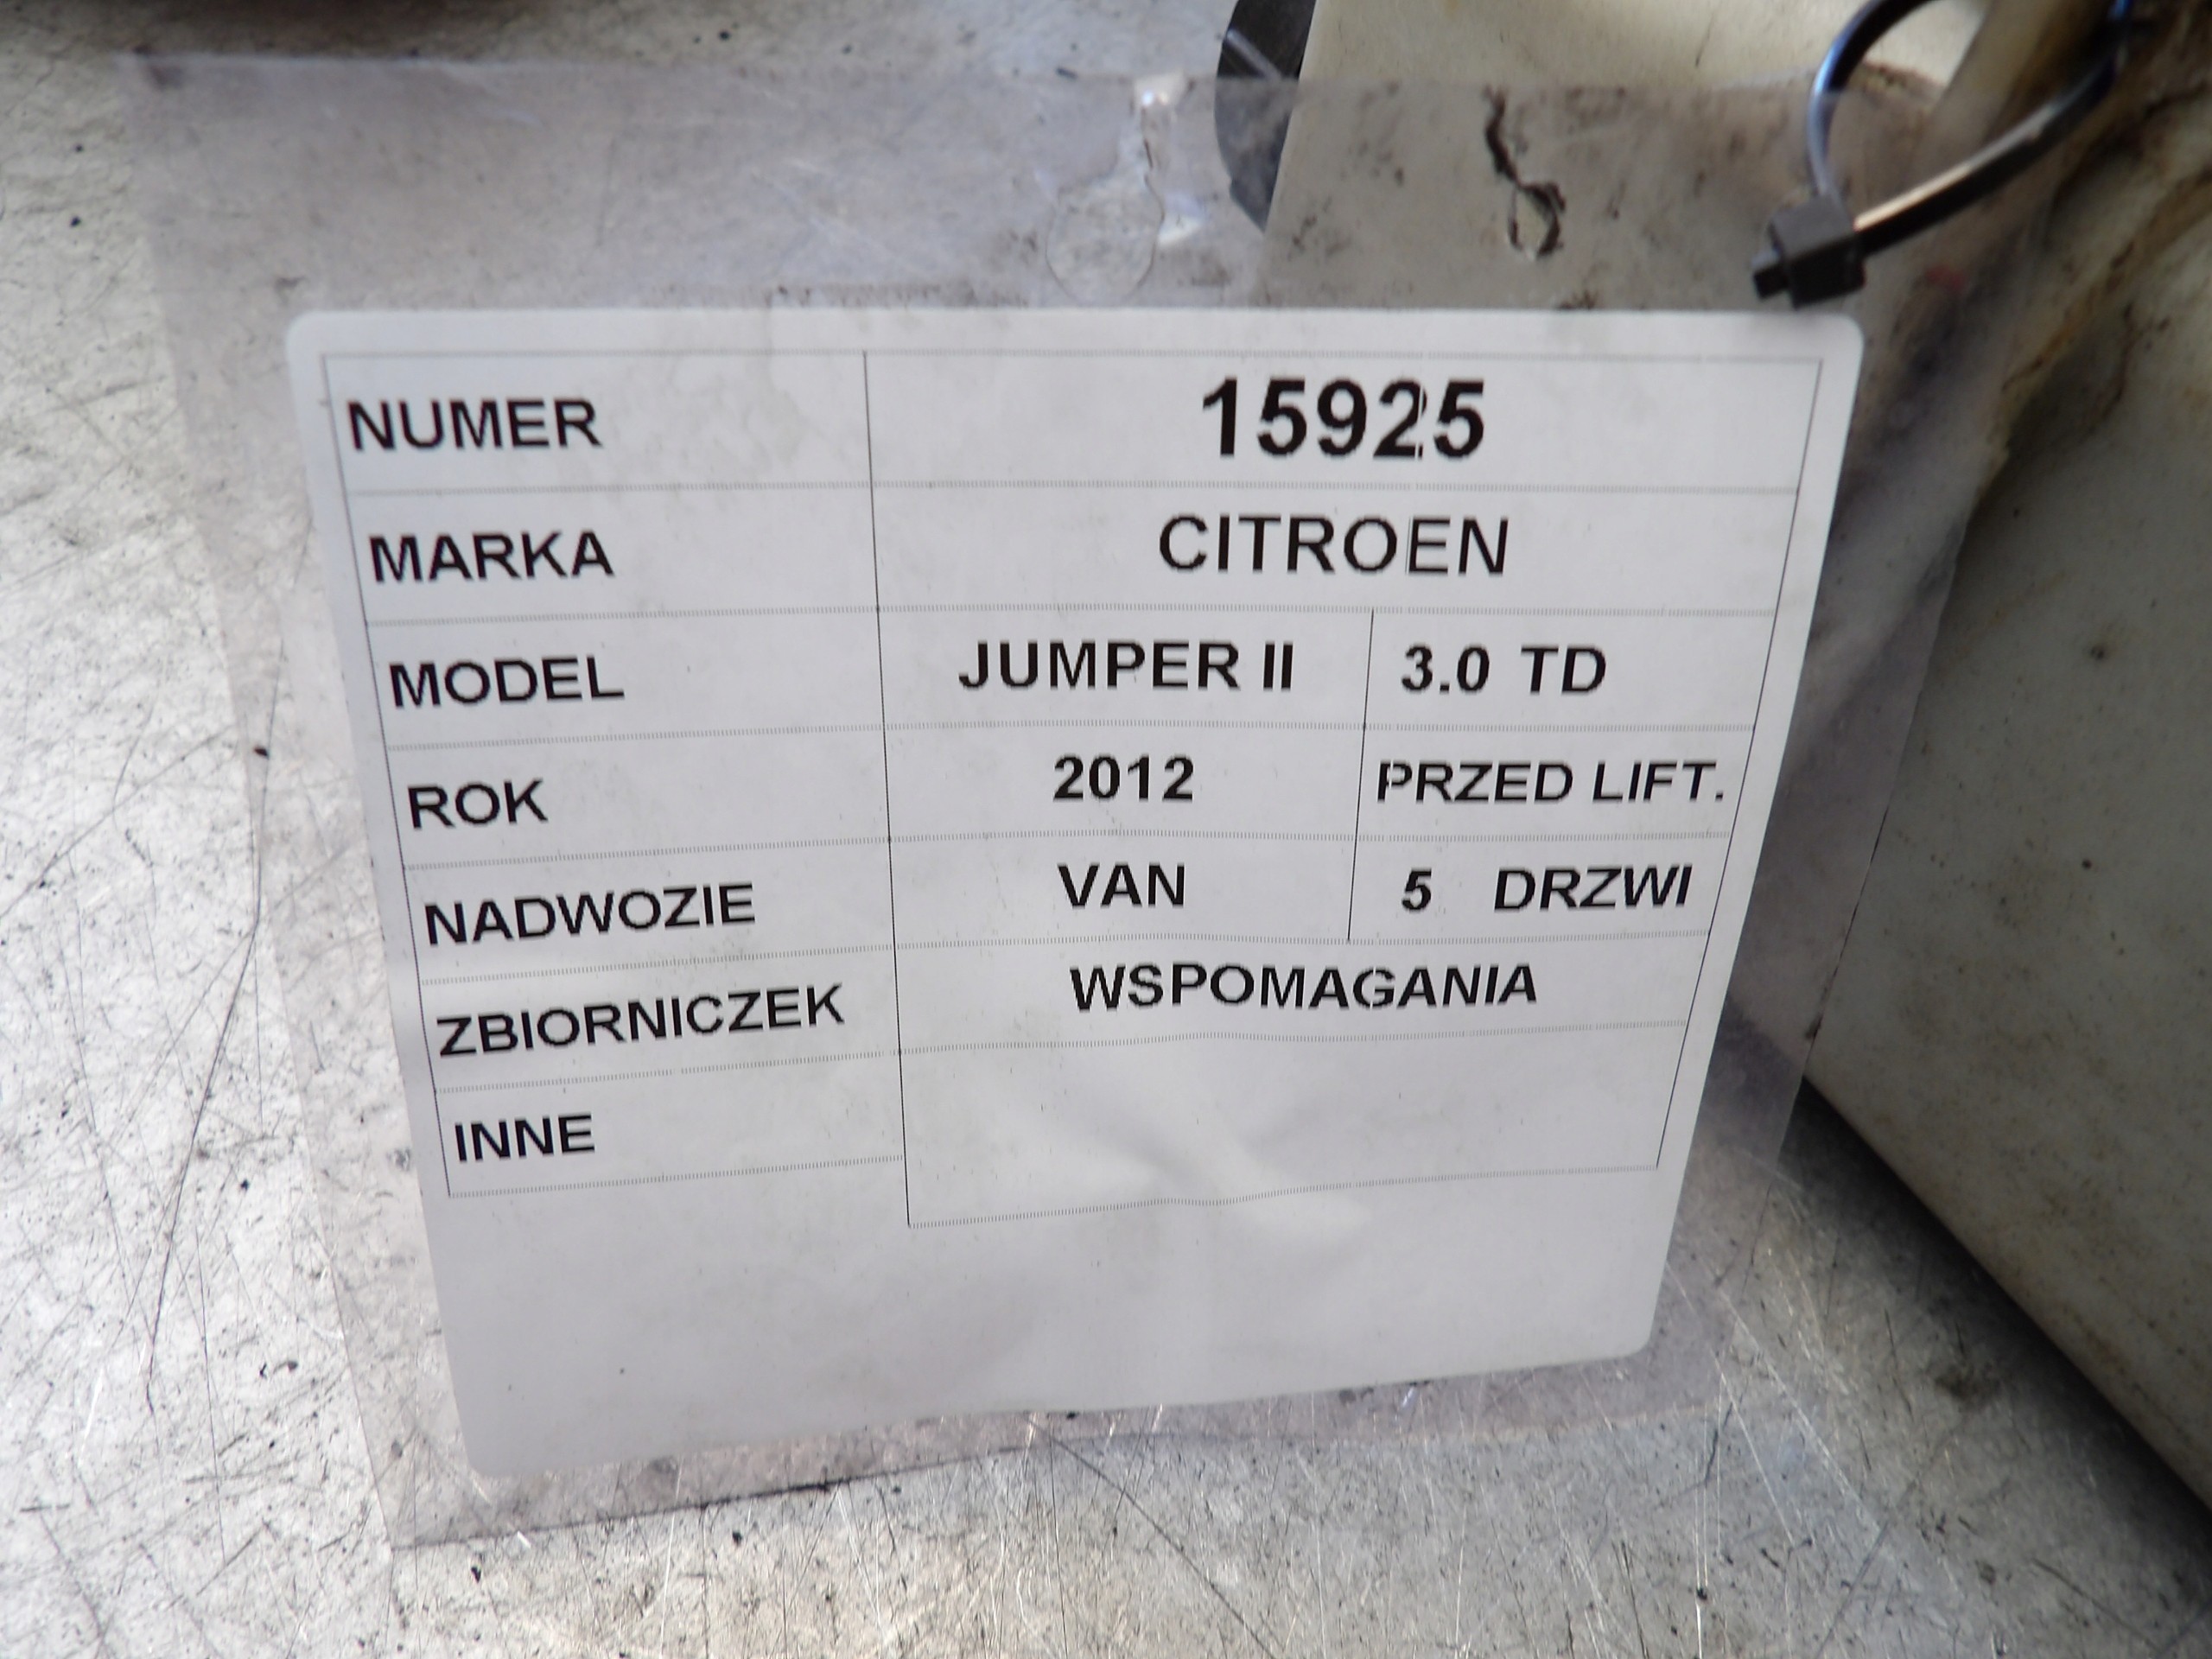 NUMER 15925
MARKA CITROEN
MODEL JUMPER II 3.0 TD
ROK 2012 PRZED LIFT.
NADWOZIE VAN 5 DRZWI
ZBIORNICZEK WSPOMAGANIA
INNE